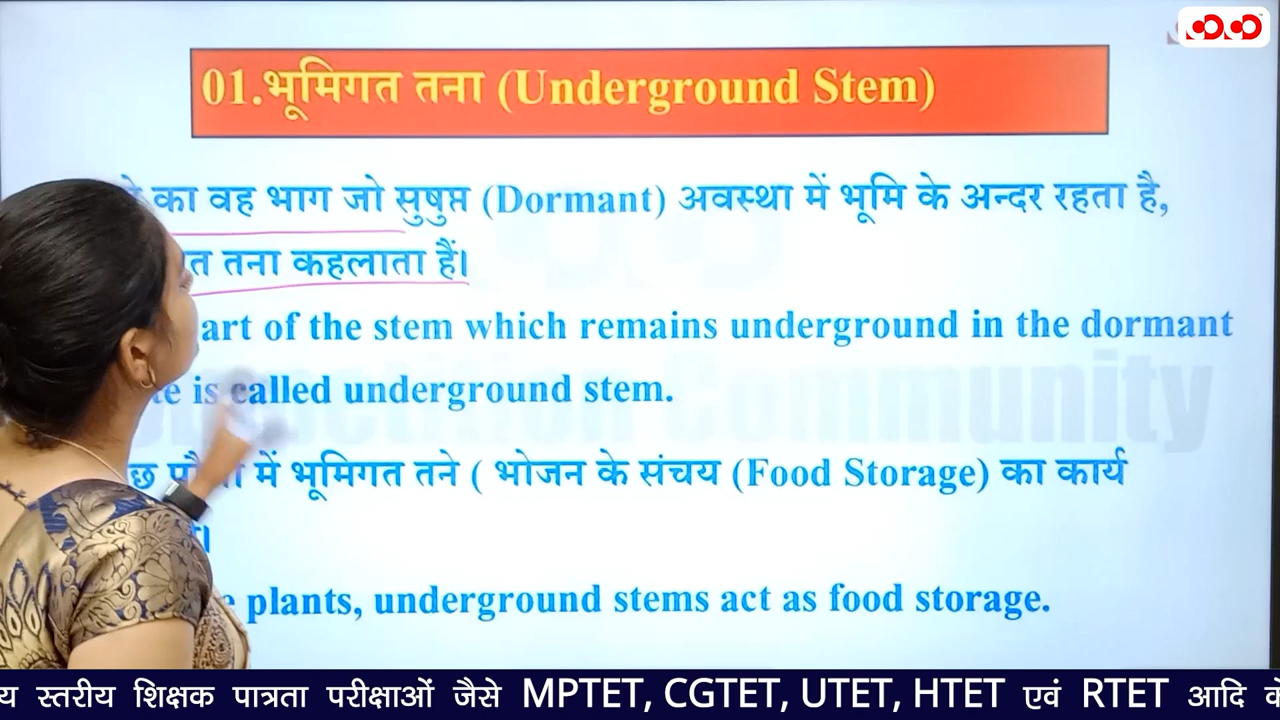 01.भूमिगत तना (Underground Stem)
का वह भाग जो सुषुप्त (Dormant) अवस्था में भूमि के अन्दर रहता है,
तना कहलाता हैं।
of the stem which remains underground in the dormant
is called underground stem.
में भूमिगत तने ( भोजन के संचय (Food Storage) का कार्य
plants, underground stems act as food storage.
Competition Community
स्तरीय शिक्षक पात्रता परीक्षाओं जैसे MPTET, CGTET, UTET, HTET एवं RTET आदि